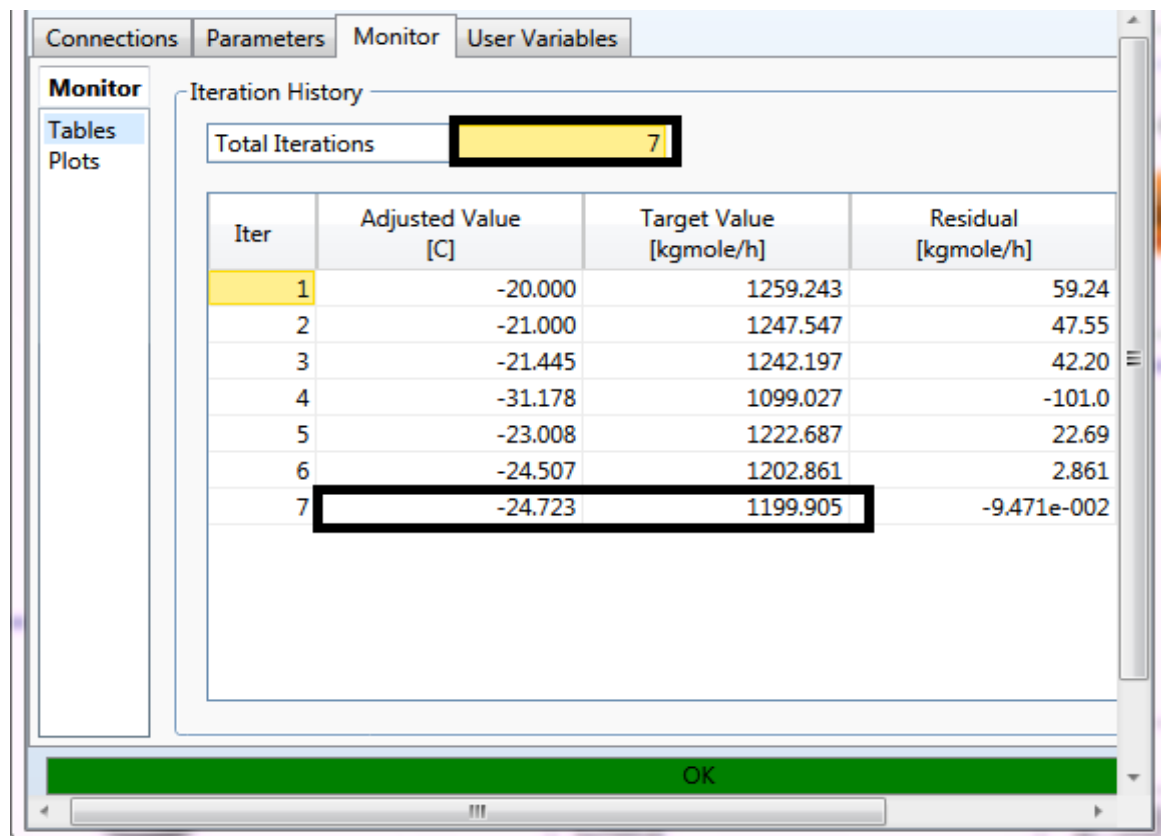 Connections Parameters Monitor User Variables
Monitor
Tables
Plots
Iteration History
Total Iterations 7
Iter Adjusted Value [C] Target Value [kgmole/h] Residual [kgmole/h]
1 -20.000 1259.243 59.24
2 -21.000 1247.547 47.55
3 -21.445 1242.197 42.20
4 -31.178 1099.027 -101.0
5 -23.008 1222.687 22.69
6 -24.507 1202.861 2.861
7 -24.723 1199.905 -9.471e-002
OK